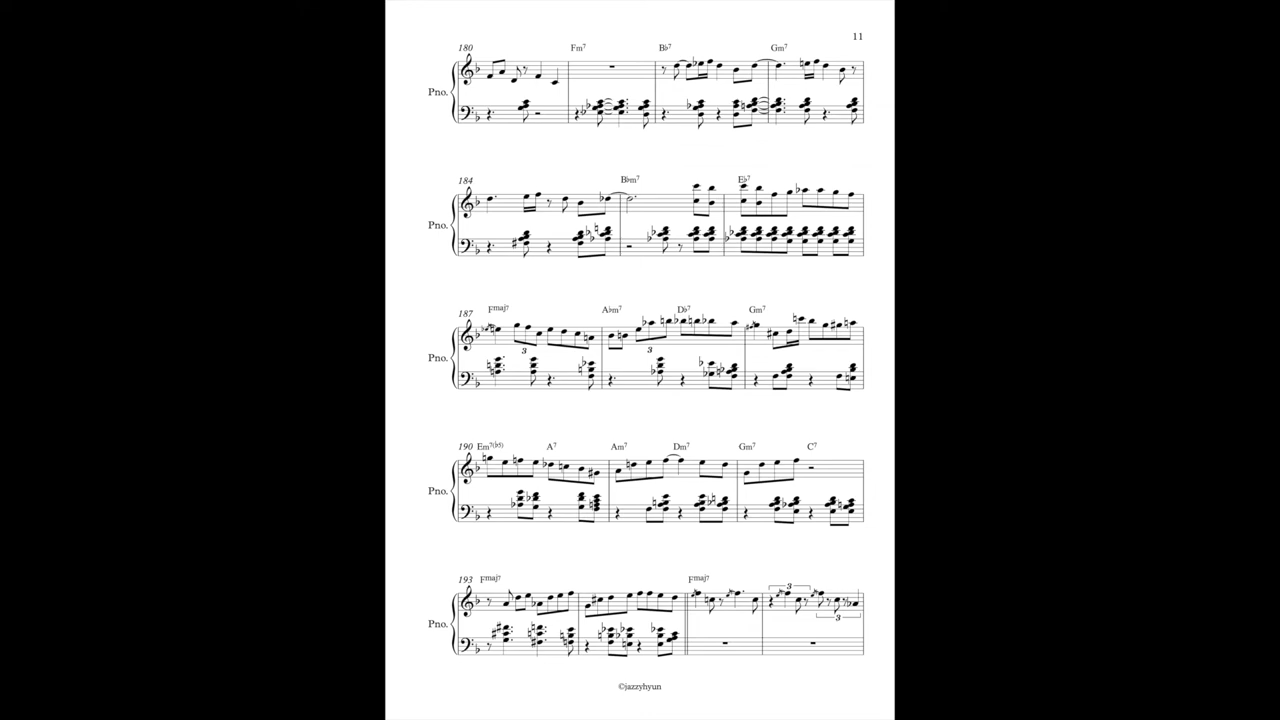 11
180 Fm7 B♭7 Gm7
Pno.
184 B♭m7 E♭7
Pno.
187 Fmaj7 A♭m7 D♭7 Gm7
Pno.
3 3
190 Em7(♭5) A7 Am7 Dm7 Gm7 C7
Pno.
193 Fmaj7 Fmaj7
3
Pno.
3
©jazzyhyun